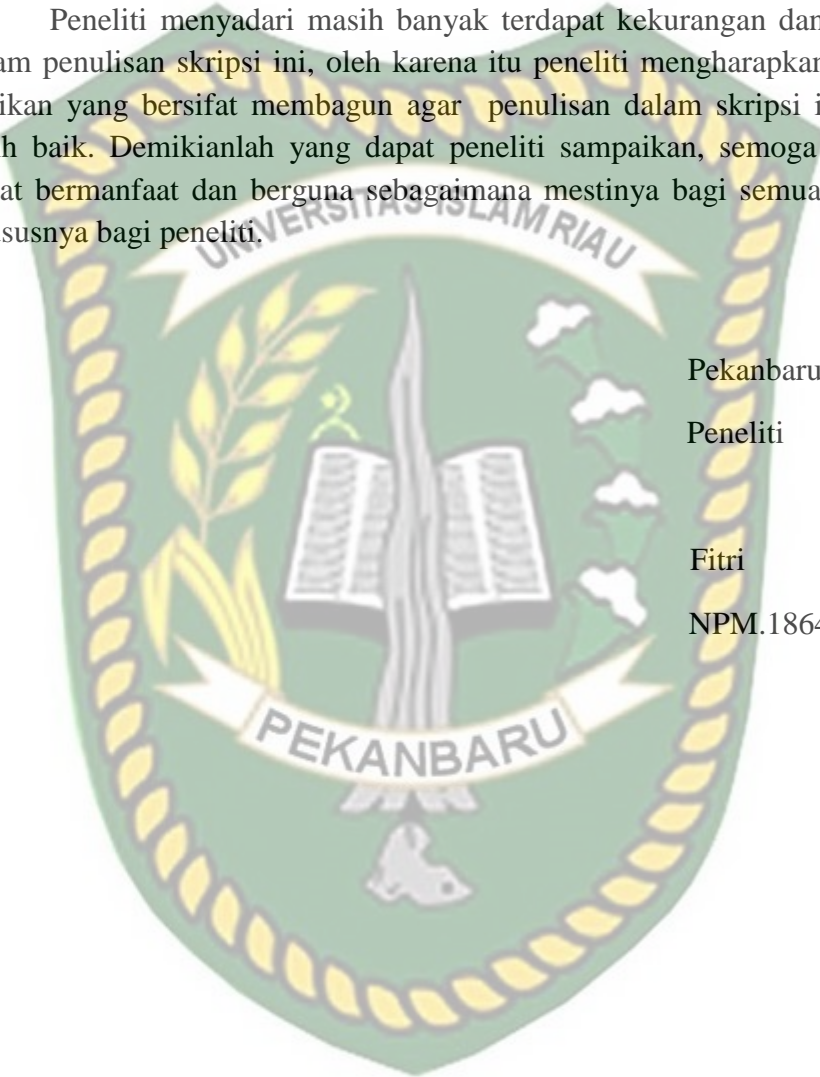 Peneliti menyadari masih banyak terdapat kekurangan dan
am penulisan skripsi ini, oleh karena itu peneliti mengharapkan
ikan yang bersifat membagun agar penulisan dalam skripsi i
h baik. Demikianlah yang dapat peneliti sampaikan, semoga
at bermanfaat dan berguna sebagaimana mestinya bagi semua
ususnya bagi peneliti.
UNIVERSITAS ISLAM RIAU
Pekanbaru
Peneliti
Fitri
NPM.1864
PEKANBARU